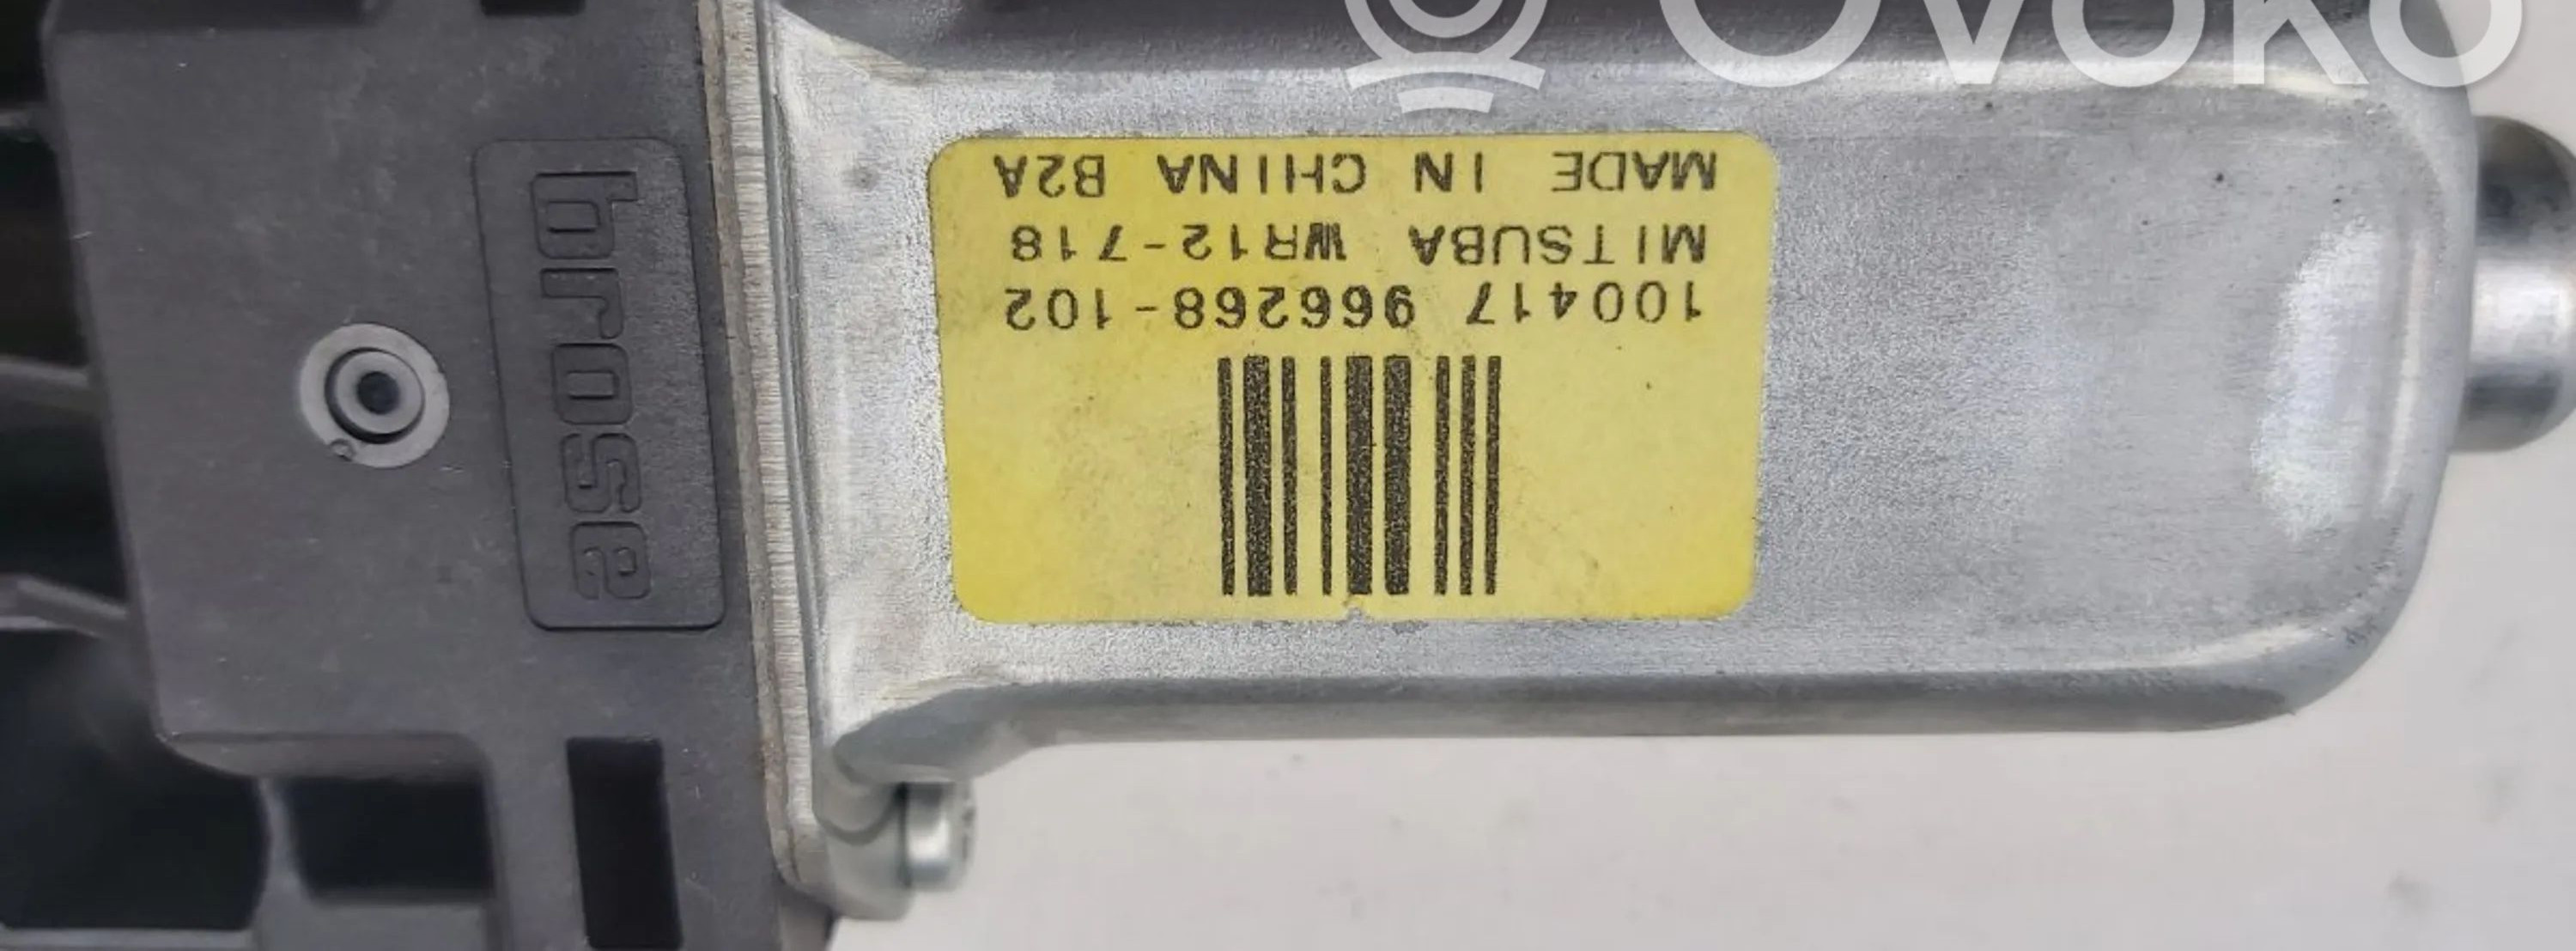 OVOKO
brose
100417 966268-102
MITSUBA WR12-718
MADE IN CHINA B2A